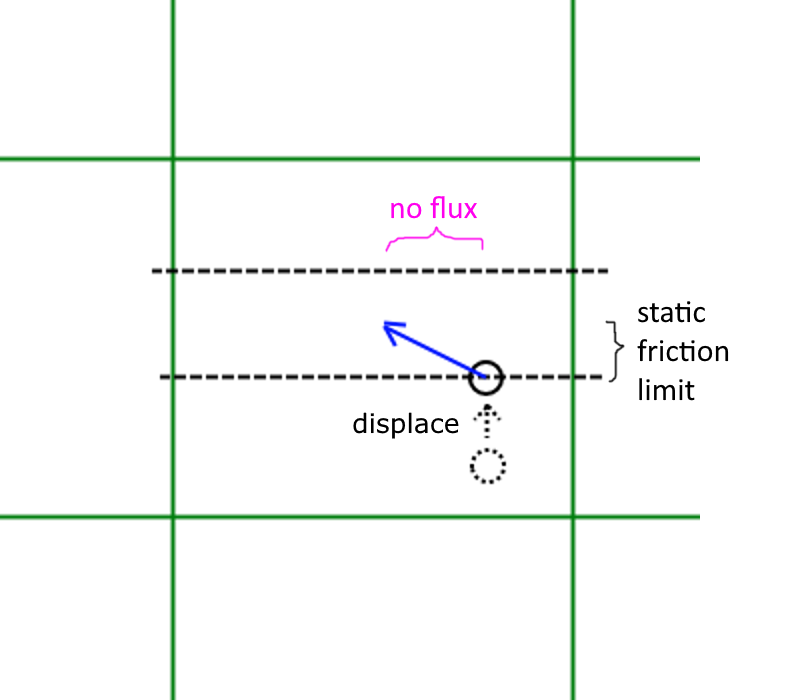 no flux
static
friction
limit
displace